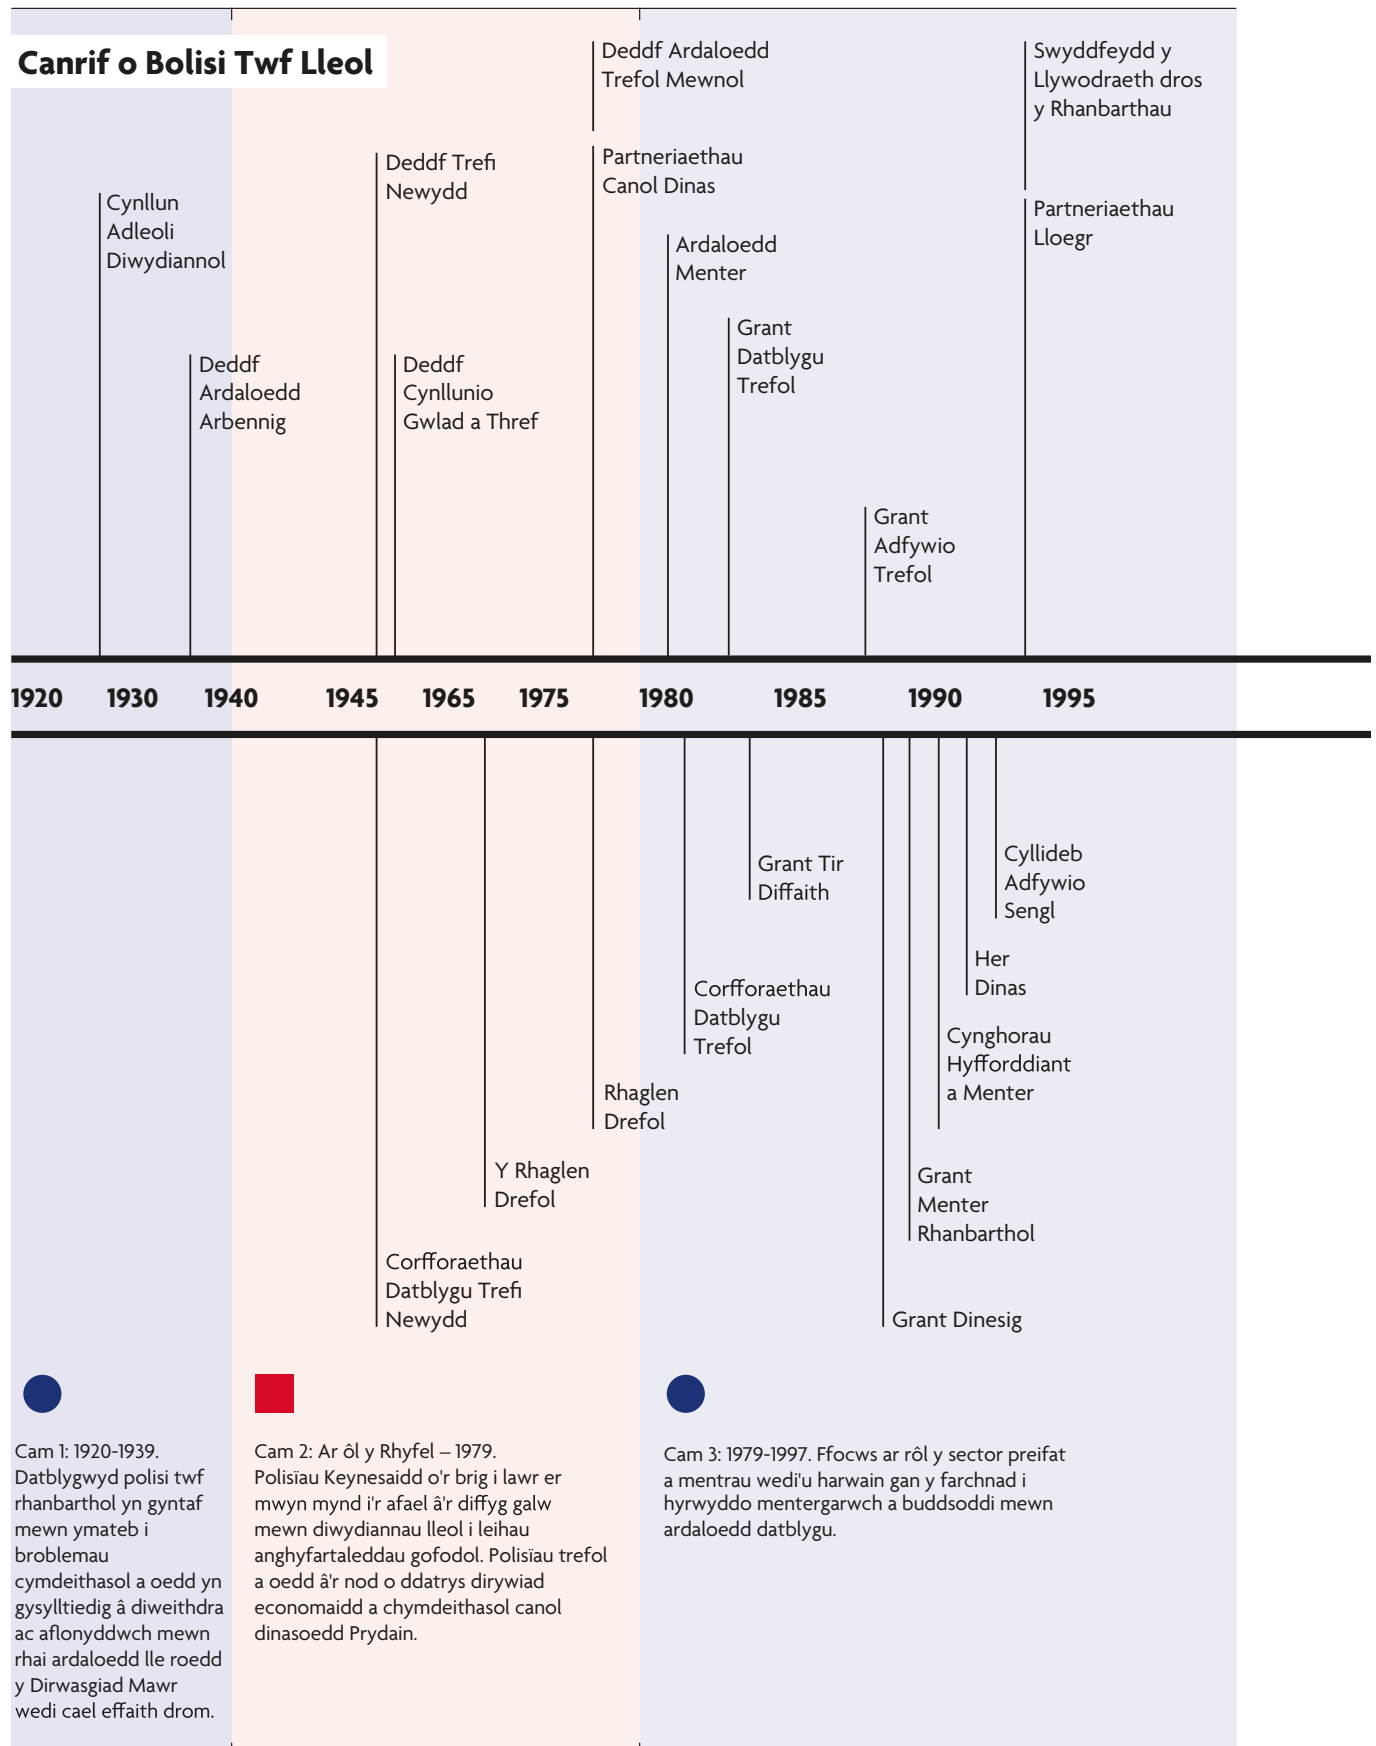 Canrif o Bolisi Twf Lleol
Cynllun
Adleoli
Diwydiannol
Deddf
Ardaloedd
Arbennig
Deddf Trefi
Newydd
Deddf
Cynllunio
Gwlad a Thref
Deddf Ardaloedd
Trefol Mewnol
Partneriaethau
Canol Dinas
Ardaloedd
Menter
Grant
Datblygu
Trefol
Grant
Adfywio
Trefol
Swyddfeydd y
Llywodraeth dros
y Rhanbarthau
Partneriaethau
Lloegr
1920 1930 1940 1945 1965 1975 1980 1985 1990 1995
Corfforaethau
Datblygu Trefi
Newydd
Y Rhaglen
Drefol
Rhaglen
Drefol
Corfforaethau
Datblygu
Trefol
Grant Tir
Diffaith
Grant Dinesig
Grant
Menter
Rhanbarthol
Cynghorau
Hyfforddiant
a Menter
Her
Dinas
Cyllideb
Adfywio
Sengl
Cam 1: 1920-1939.
Datblygwyd polisi twf
rhanbarthol yn gyntaf
mewn ymateb i
broblemau
cymdeithasol a oedd yn
gysylltiedig â diweithdra
ac aflonyddwch mewn
rhai ardaloedd lle roedd
y Dirwasgiad Mawr
wedi cael effaith drom.
Cam 2: Ar ôl y Rhyfel – 1979.
Polisïau Keynesaidd o'r brig i lawr er
mwyn mynd i'r afael â'r diffyg galw
mewn diwydiannau lleol i leihau
anghyfartaleddau gofodol. Polisïau trefol
a oedd â'r nod o ddatrys dirywiad
economaidd a chymdeithasol canol
dinasoedd Prydain.
Cam 3: 1979-1997. Ffocws ar rôl y sector preifat
a mentrau wedi'u harwain gan y farchnad i
hyrwyddo mentergarwch a buddsoddi mewn
ardaloedd datblygu.